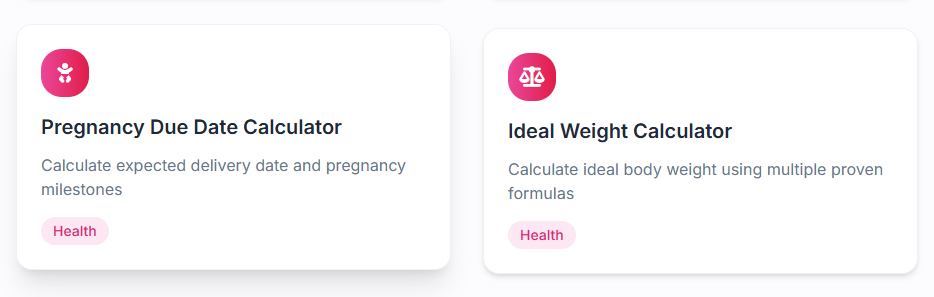 Pregnancy Due Date Calculator
Calculate expected delivery date and pregnancy
milestones
Health
Ideal Weight Calculator
Calculate ideal body weight using multiple proven
formulas
Health